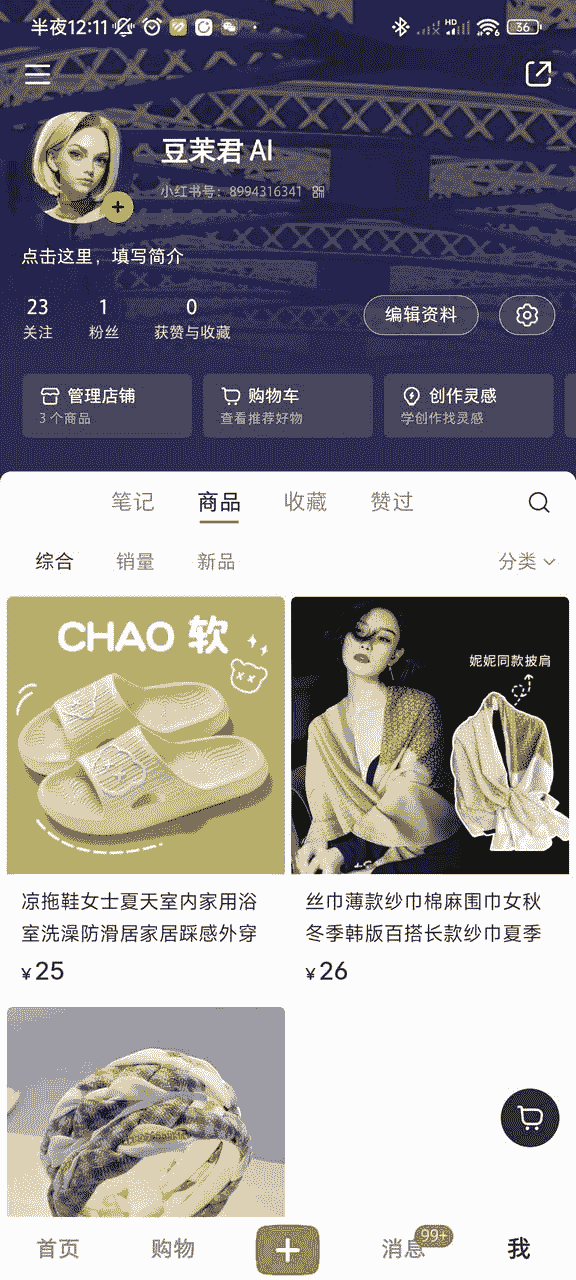 半夜12:11
HD
36
豆茉君 AI
小红书号：8994316341
点击这里，填写简介
23
1
0
关注
粉丝
获赞与收藏
编辑资料
管理店铺
3 个商品
购物车
查看推荐好物
创作灵感
学创作找灵感
笔记
商品
收藏
赞过
综合
销量
新品
分类
CHAO 软
妮妮同款披肩
凉拖鞋女士夏天室内家用浴
室洗澡防滑居家居踩感外穿
¥25
丝巾薄款纱巾棉麻围巾女秋
冬季韩版百搭长款纱巾夏季
¥26
首页
购物
消息
99+
我